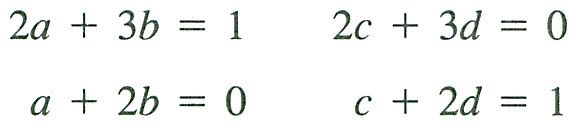 2a + 3b = 1 2c + 3d = 0
a + 2b = 0 c + 2d = 1